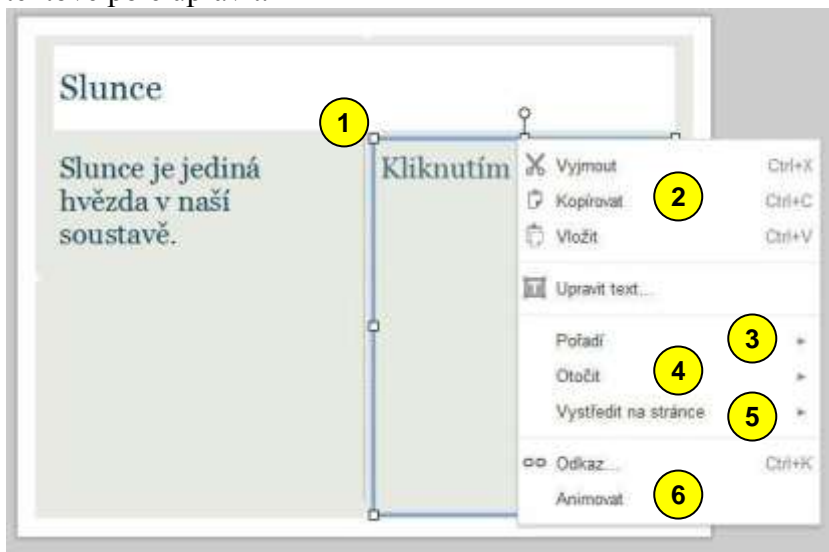 Slunce
1
Slunce je jediná
hvězda v naší
soustavě.
Kliknutím
Vyjmout Ctrl+X
2
Kopírovat Ctrl+C
Vložit Ctrl+V
Upravit text...
Pořadí
3
Otočit
4
Vystředit na stránce
5
Odkaz... Ctrl+K
Animovat
6